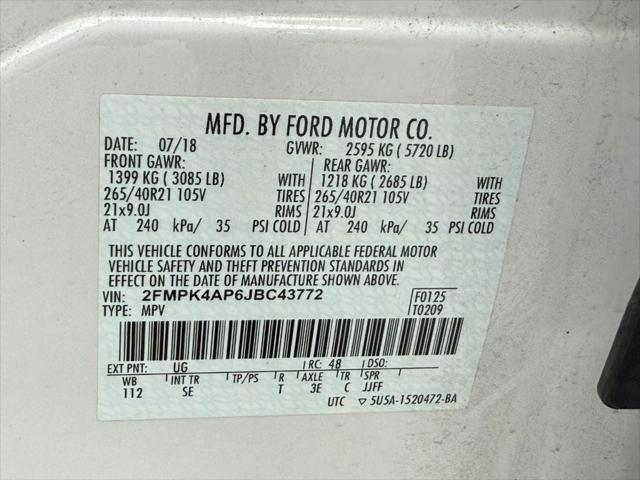 MFD. BY FORD MOTOR CO.
DATE: 07/18 GVWR: 2595 KG ( 5720 LB)
FRONT GAWR: REAR GAWR:
1399 KG ( 3085 LB) WITH 1218 KG ( 2685 LB) WITH
265/40R21 105V TIRES 265/40R21 105V TIRES
21x9.0J RIMS 21x9.0J RIMS
AT 240 kPa/ 35 PSI COLD AT 240 kPa/ 35 PSI COLD
THIS VEHICLE CONFORMS TO ALL APPLICABLE FEDERAL MOTOR
VEHICLE SAFETY AND THEFT PREVENTION STANDARDS IN
EFFECT ON THE DATE OF MANUFACTURE SHOWN ABOVE.
VIN: 2FMPK4AP6JBC43772 F0125
TYPE: MPV T0209
EXT PNT: UG RC: 48 DSO:
WB INT TR TP/PS R AXLE TR SPR
112 SE T 3E C JJFF
UTC ▽ 5U5A-1520472-BA